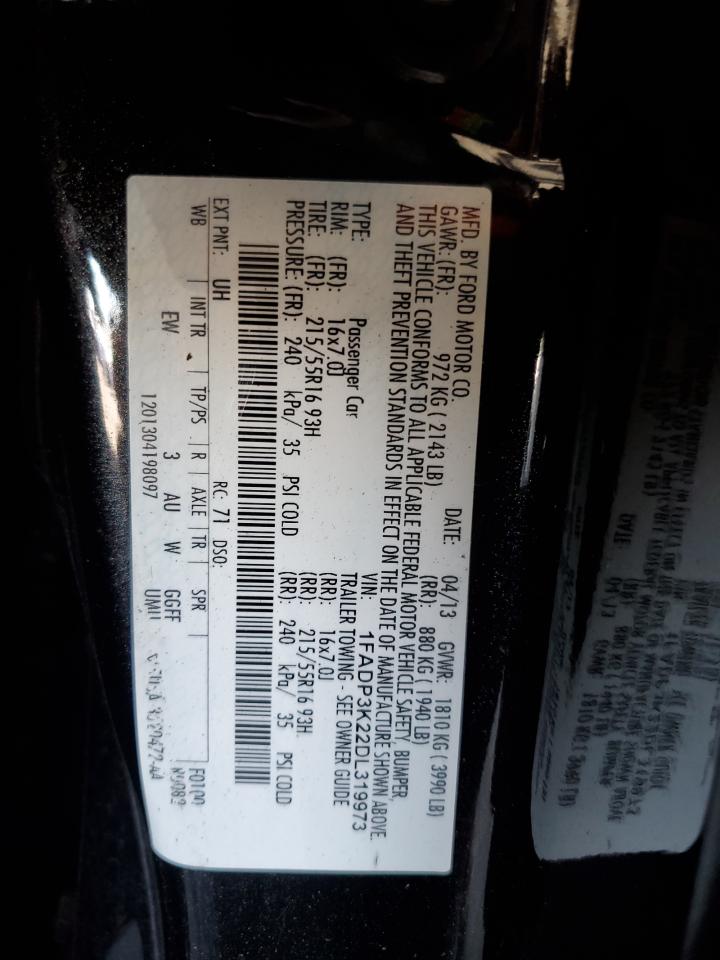 MFD. BY FORD MOTOR CO.
DATE: 04/13 GVWR: 1810 KG ( 3990 LB)
GAWR: (FR): 972 KG ( 2143 LB) (RR): 880 KG ( 1940 LB)
THIS VEHICLE CONFORMS TO ALL APPLICABLE FEDERAL MOTOR VEHICLE SAFETY, BUMPER,
AND THEFT PREVENTION STANDARDS IN EFFECT ON THE DATE OF MANUFACTURE SHOWN ABOVE.
VIN: 1FADP3K22DL319973
TYPE: Passenger Car TRAILER TOWING - SEE OWNER GUIDE
RIM: (FR): 16x7.0J (RR): 16x7.0J
TIRE: (FR): 215/55R16 93H (RR): 215/55R16 93H
PRESSURE: (FR): 240 kPa/ 35 PSI COLD (RR): 240 kPa/ 35 PSI COLD
EXT PNT: UH RC: 71 DSO:
WB INT TR TP/PS R AXLE TR SPR
EW 3 AU W GGFF
1201304198097